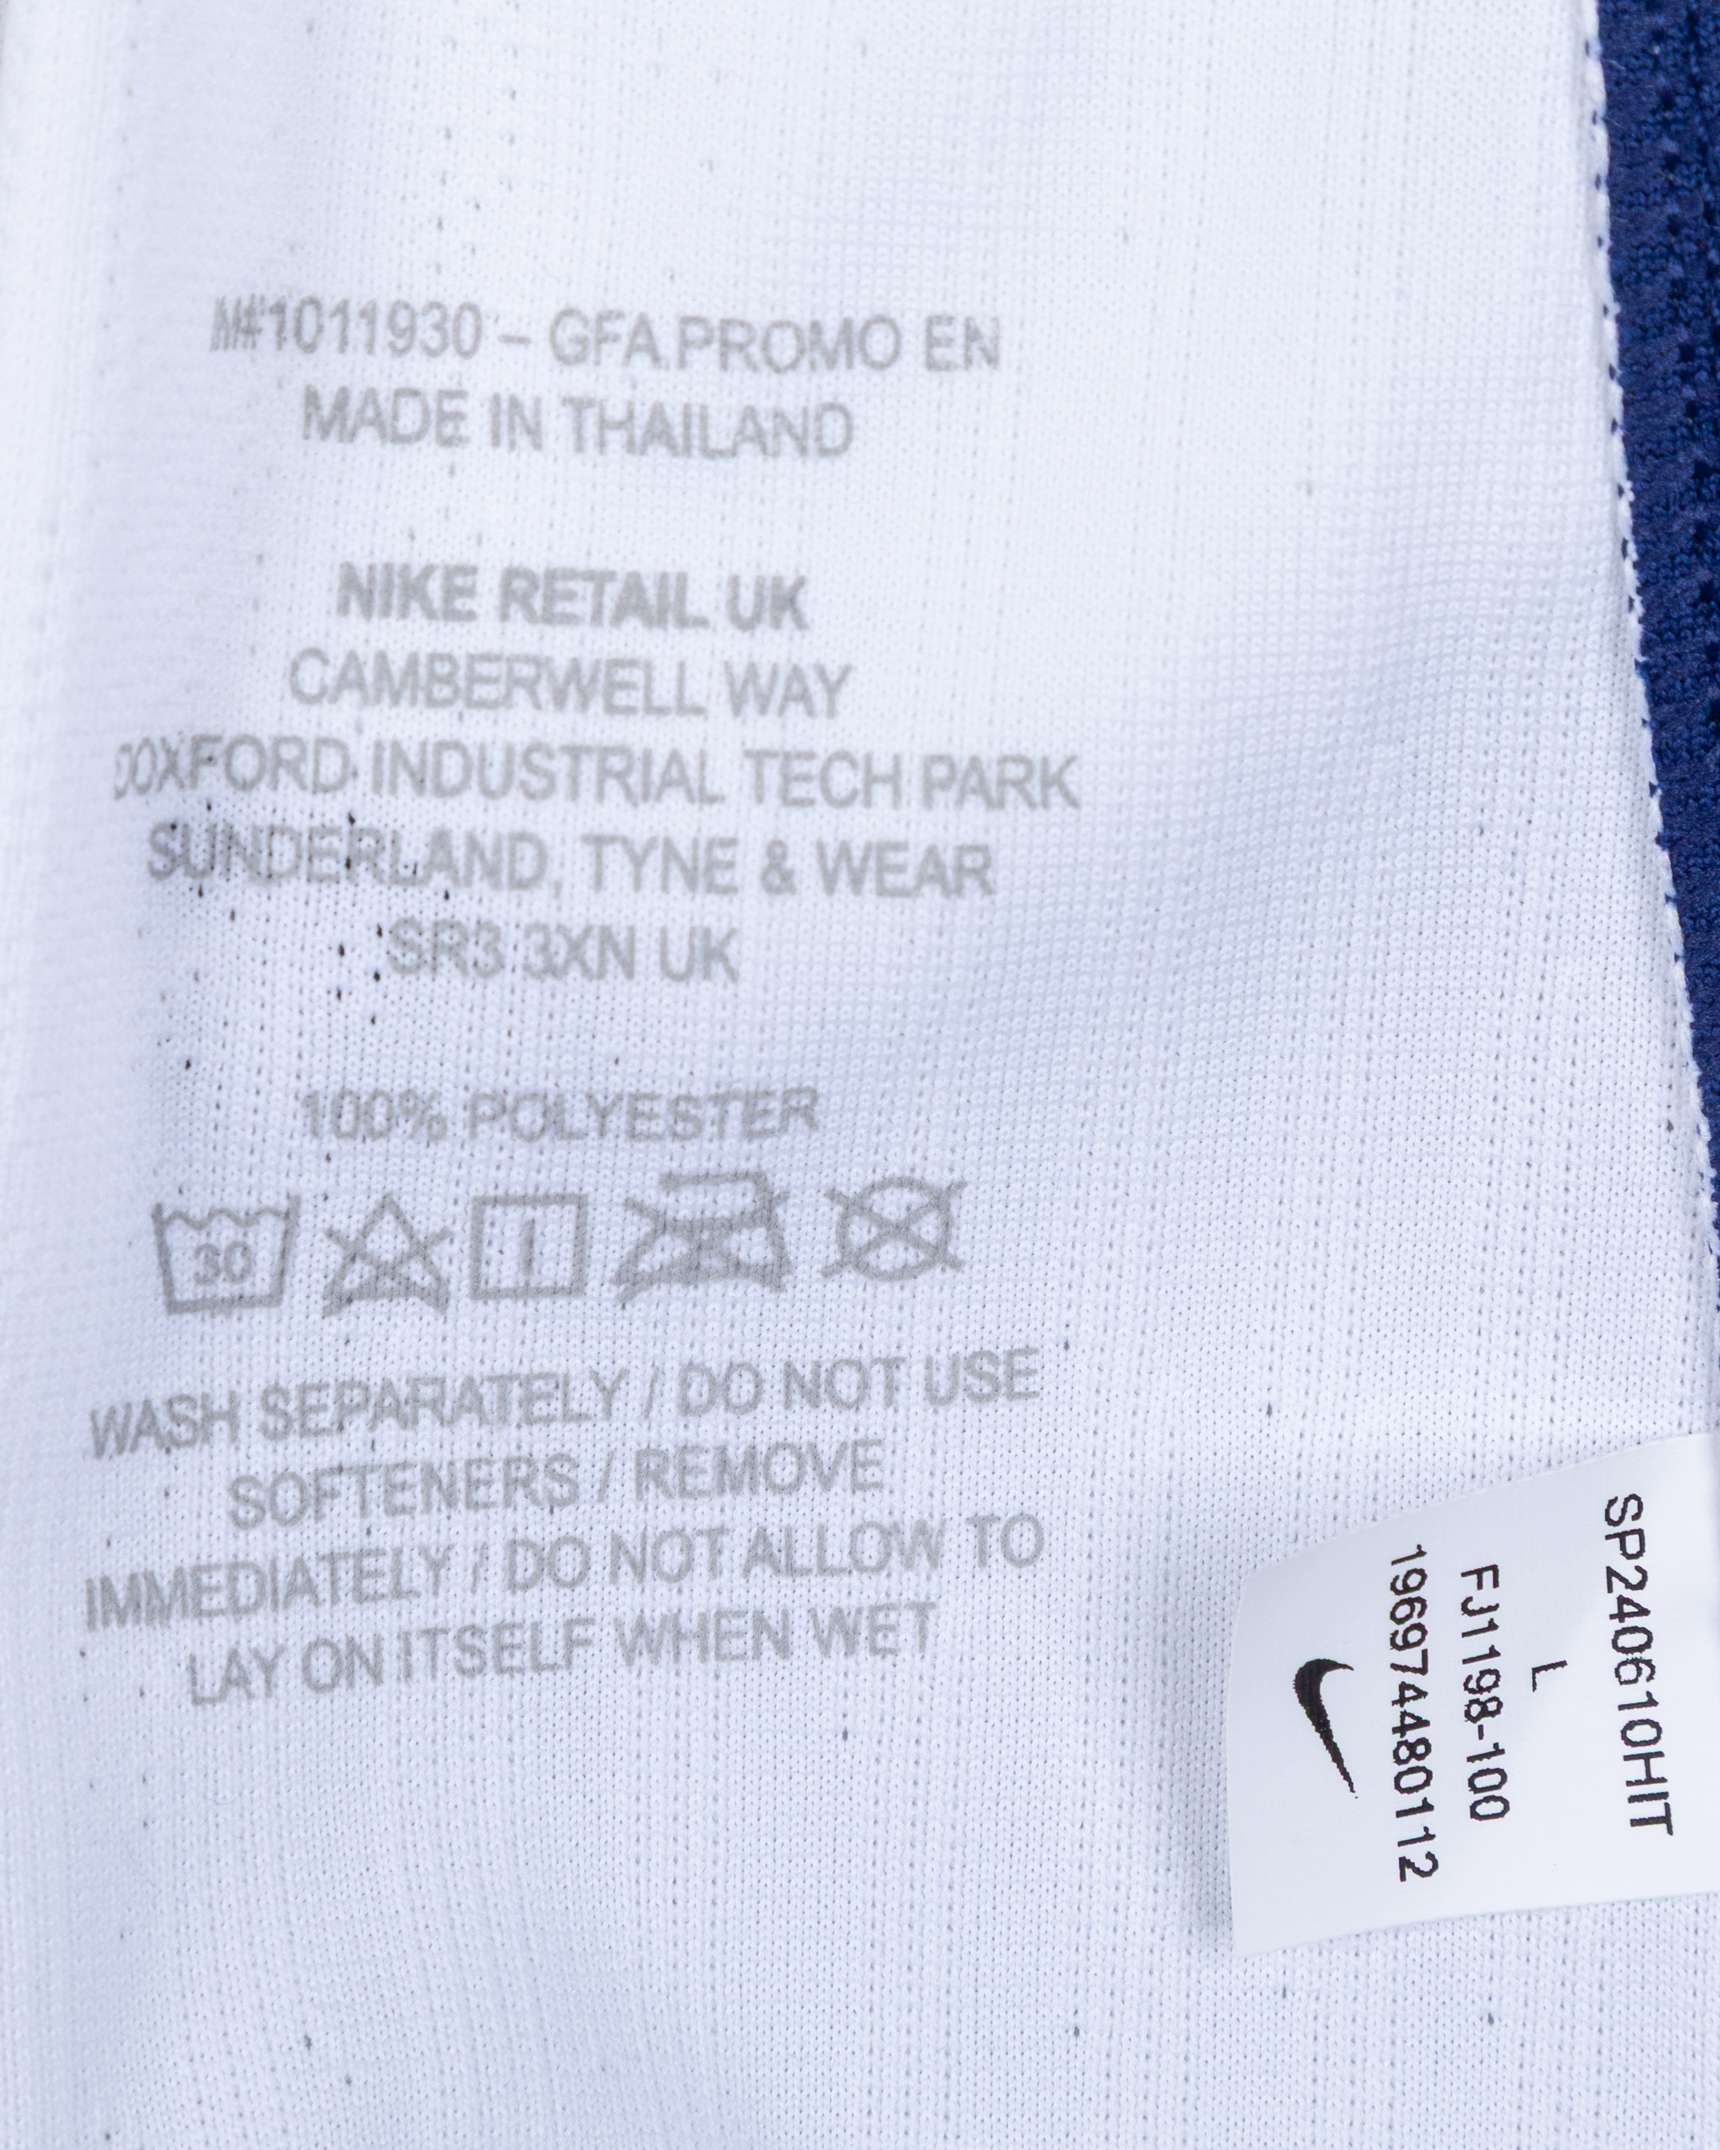 M#1011930 – GFA.PROMO EN
MADE IN THAILAND
NIKE RETAIL UK
CAMBERWELL WAY
DOXFORD INDUSTRIAL TECH PARK
SUNDERLAND, TYNE & WEAR
SR3 3XN UK
100% POLYESTER
30
WASH SEPARATELY / DO NOT USE
SOFTENERS / REMOVE
IMMEDIATELY / DO NOT ALLOW TO
LAY ON ITSELF WHEN WET
SP240610HIT
L
FJ1198-100
196974480112